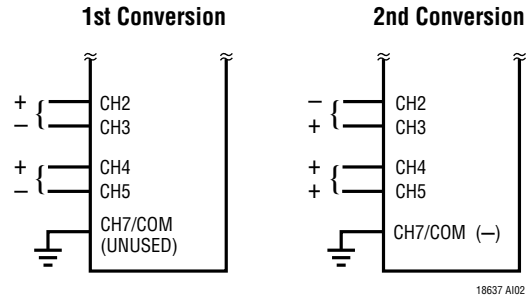 1st Conversion
+ { CH2
– CH3
+ { CH4
– CH5
CH7/COM
(UNUSED)
2nd Conversion
– { CH2
+ CH3
+ { CH4
+ CH5
CH7/COM (–)
18637 AI02